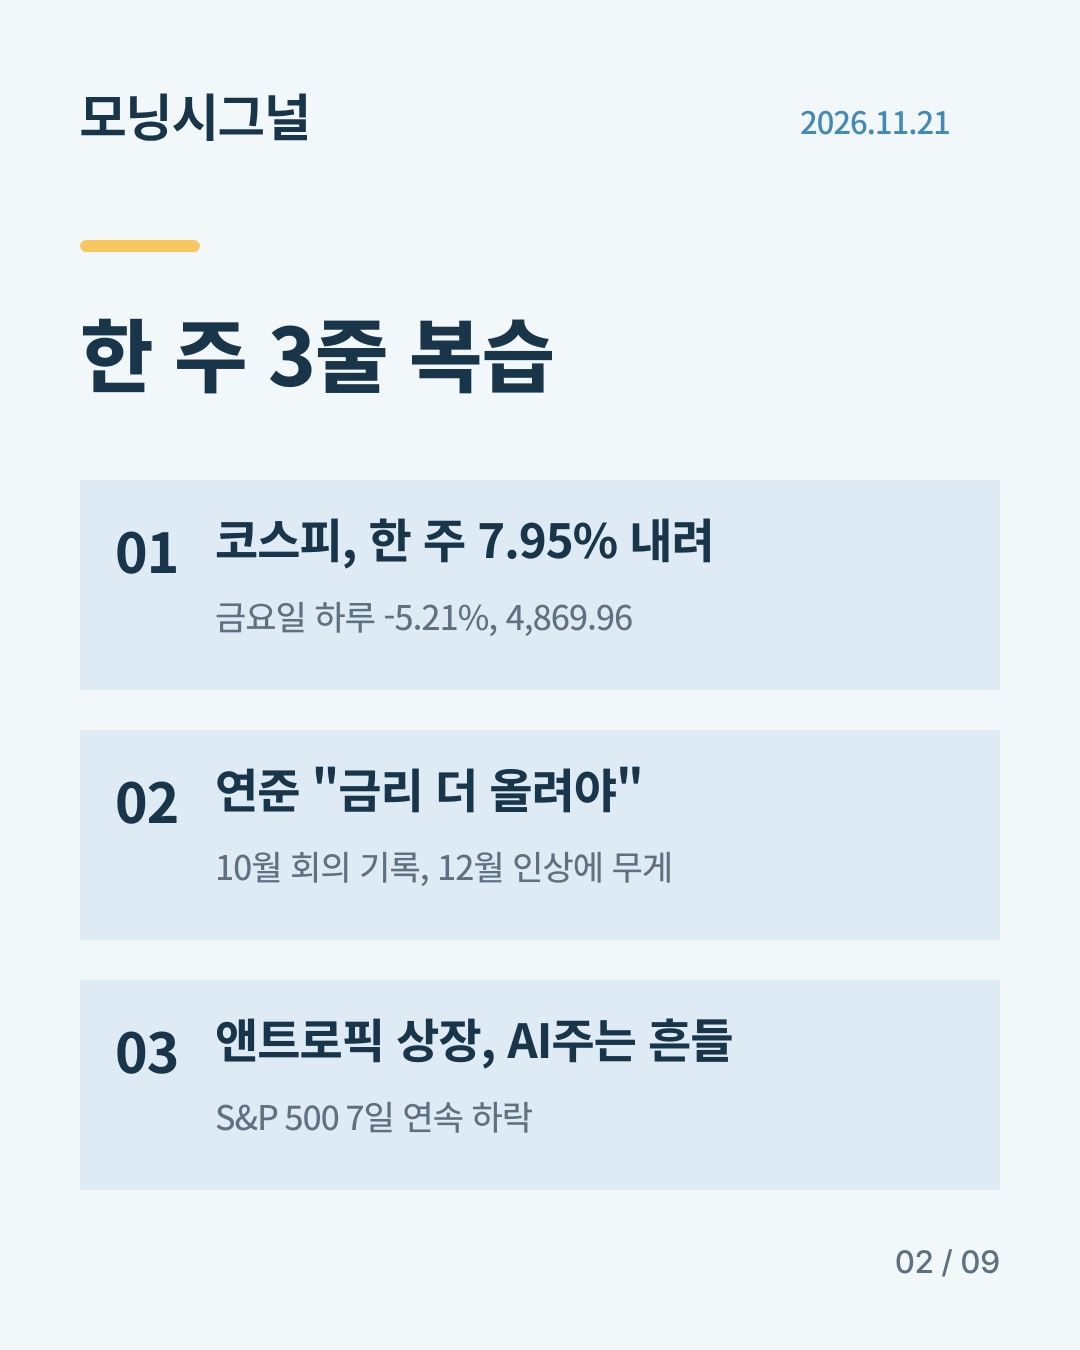 모닝시그널
2026.11.21
한 주 3줄 복습
01
코스피, 한 주 7.95% 내려
금요일 하루 -5.21%, 4,869.96
02
연준 "금리 더 올려야"
10월 회의 기록, 12월 인상에 무게
03
앤트로픽 상장, AI주는 흔들
S&P 500 7일 연속 하락
02 / 09